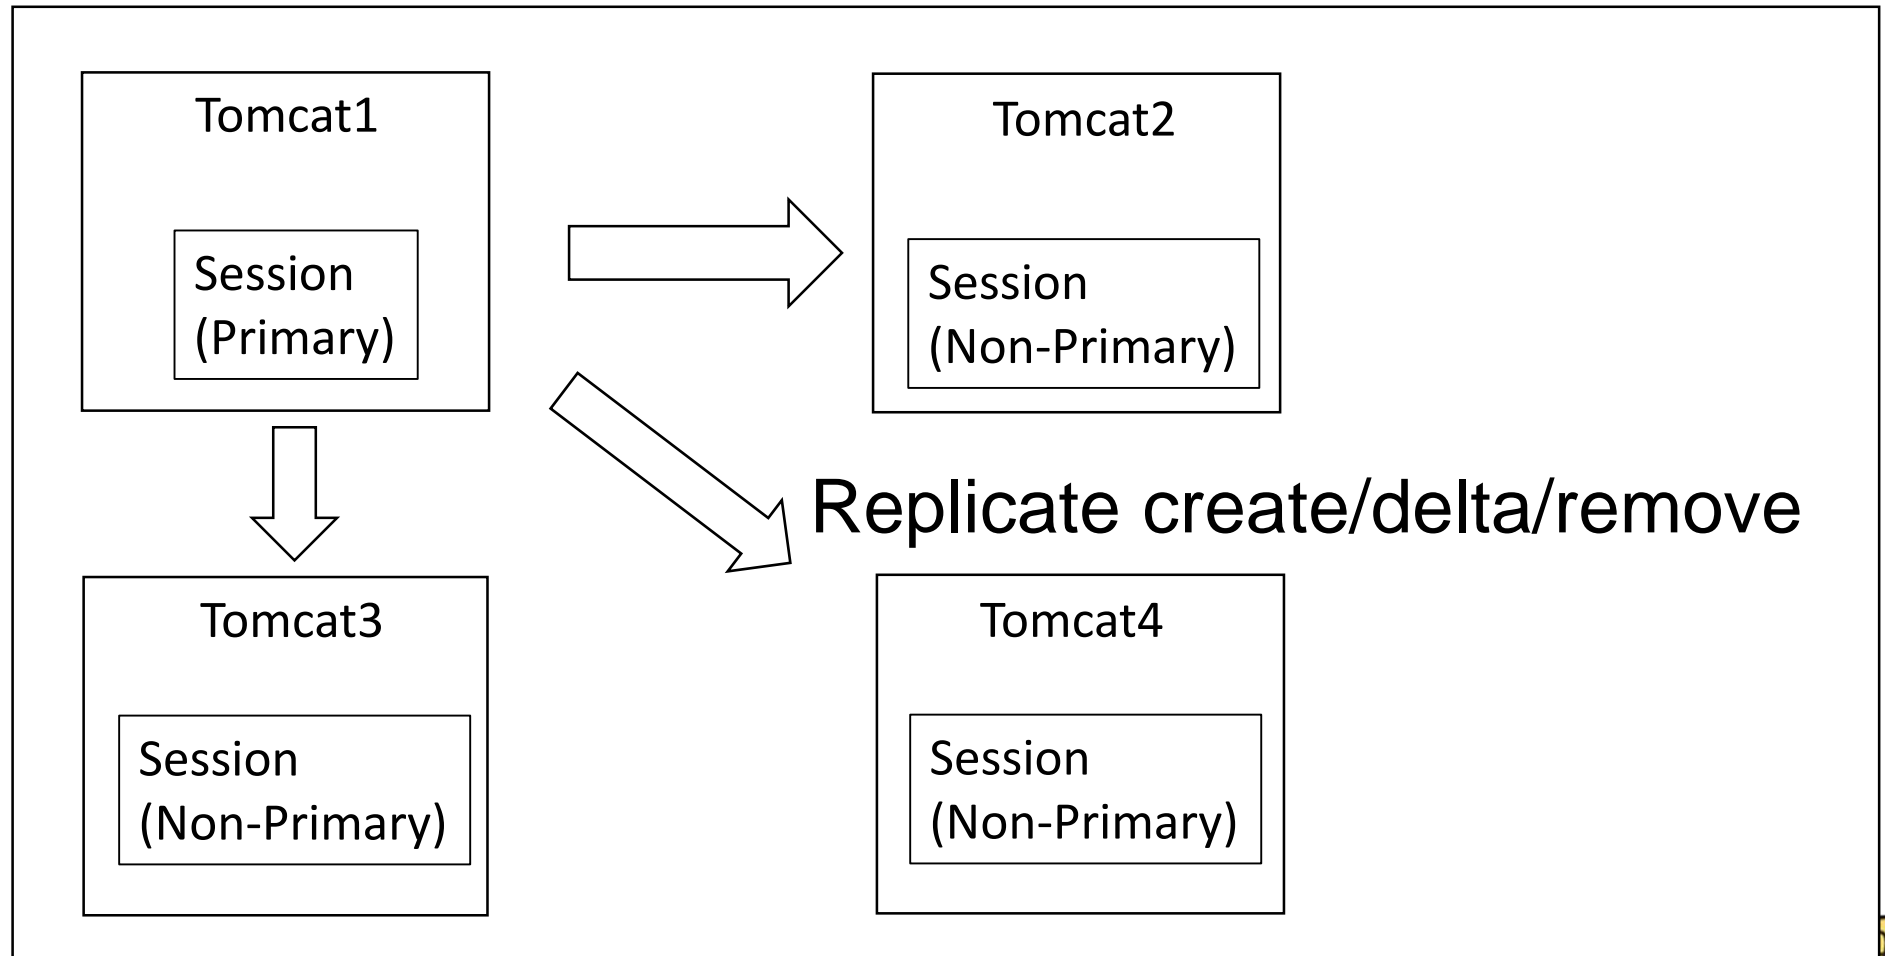 Tomcat1
Session
(Primary)
Tomcat2
Session
(Non-Primary)
Replicate create/delta/remove
Tomcat3
Session
(Non-Primary)
Tomcat4
Session
(Non-Primary)